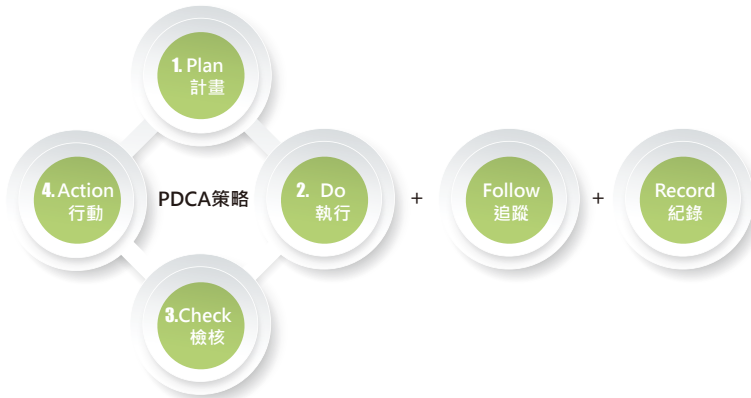 1. Plan
計畫
4. Action
行動
PDCA策略
2. Do
執行
+
Follow
追蹤
+
Record
紀錄
3.Check
檢核